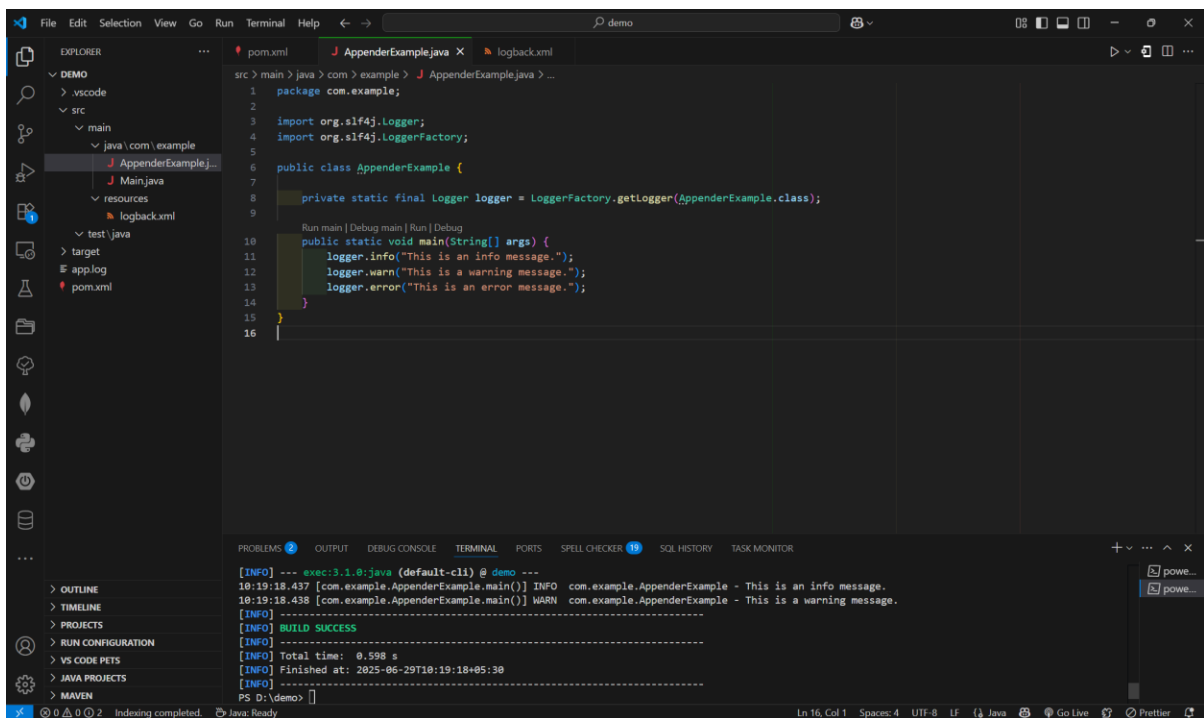 File Edit Selection View Go Run Terminal Help
demo
EXPLORER
DEMO
.vscode
src
main
java\com\example
AppenderExample.j...
Main.java
resources
logback.xml
test\java
target
app.log
pom.xml
OUTLINE
TIMELINE
PROJECTS
RUN CONFIGURATION
VS CODE PETS
JAVA PROJECTS
MAVEN
pom.xml AppenderExample.java logback.xml
src > main > java > com > example > AppenderExample.java > ...
1 package com.example;
2
3 import org.slf4j.Logger;
4 import org.slf4j.LoggerFactory;
5
6 public class AppenderExample {
7
8 private static final Logger logger = LoggerFactory.getLogger(AppenderExample.class);
9
Run main | Debug main | Run | Debug
10 public static void main(String[] args) {
11 logger.info("This is an info message.");
12 logger.warn("This is a warning message.");
13 logger.error("This is an error message.");
14 }
15 }
16
PROBLEMS 2 OUTPUT DEBUG CONSOLE TERMINAL PORTS SPELL CHECKER 19 SQL HISTORY TASK MONITOR
[INFO] --- exec:3.1.0:java (default-cli) @ demo ---
10:19:18.437 [com.example.AppenderExample.main()] INFO com.example.AppenderExample - This is an info message.
10:19:18.438 [com.example.AppenderExample.main()] WARN com.example.AppenderExample - This is a warning message.
[INFO] ------------------------------------------------------------------------
[INFO] BUILD SUCCESS
[INFO] ------------------------------------------------------------------------
[INFO] Total time: 0.598 s
[INFO] Finished at: 2025-06-29T10:19:18+05:30
[INFO] ------------------------------------------------------------------------
PS D:\demo>
powe...
powe...
0 0 2 Indexing completed. Java: Ready Ln 16, Col 1 Spaces: 4 UTF-8 LF {} Java Go Live Prettier